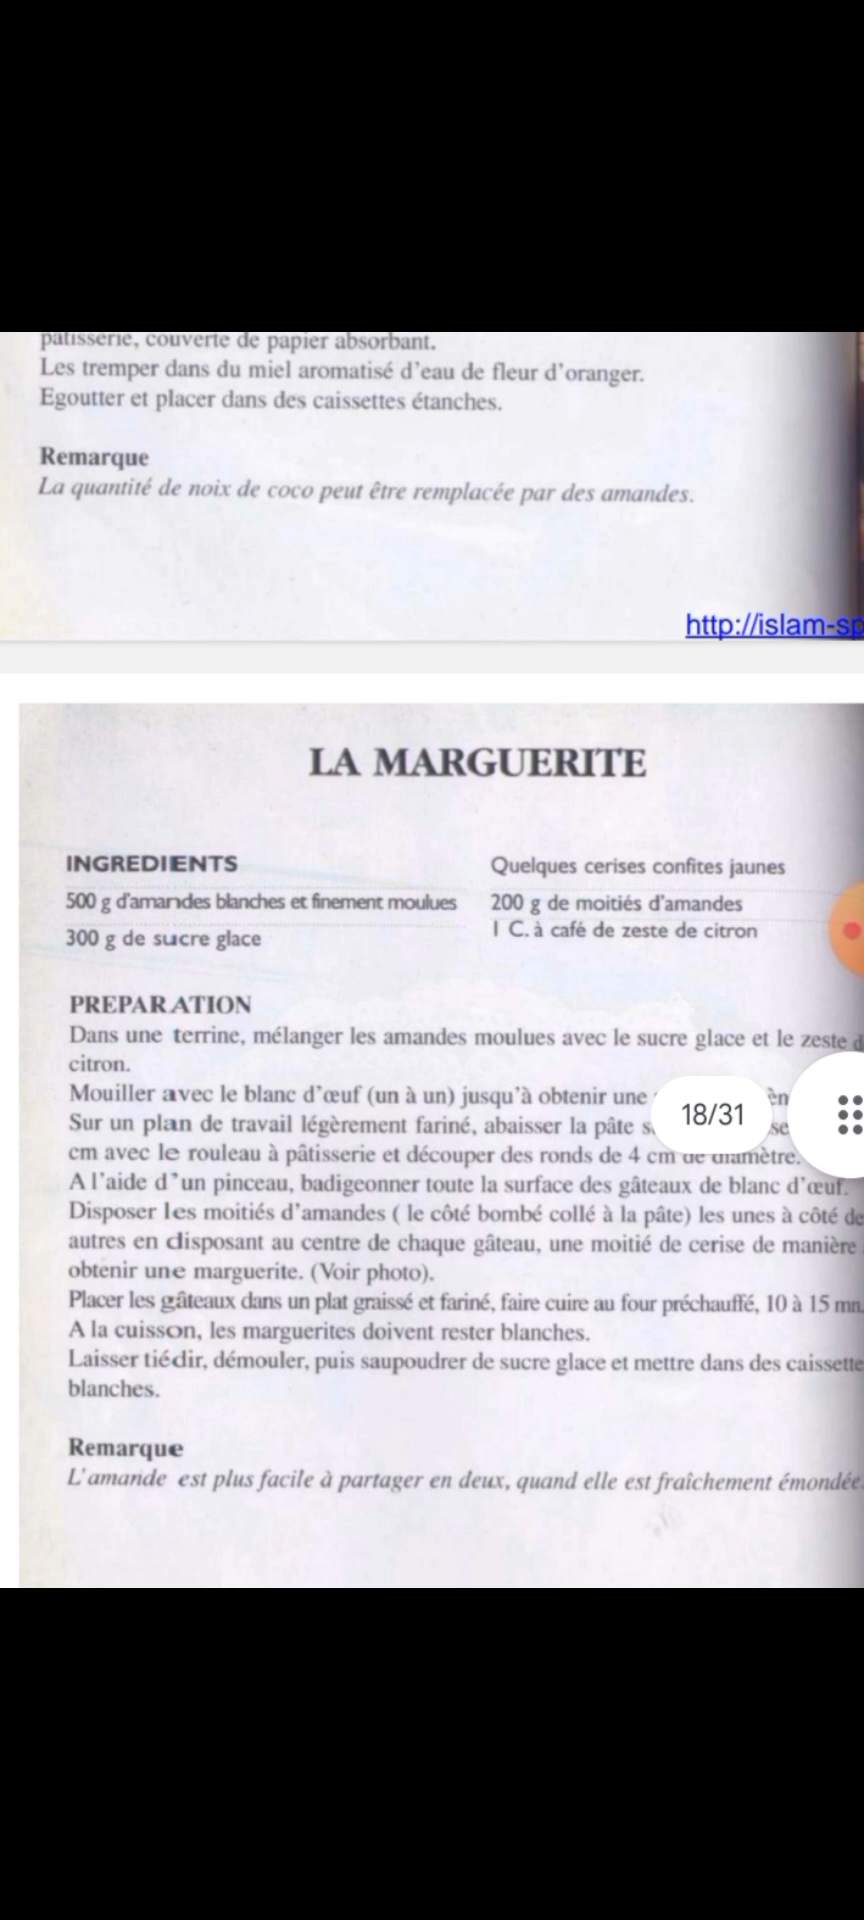 patisserie, couverte de papier absorbant.
Les tremper dans du miel aromatisé d'eau de fleur d'oranger.
Egoutter et placer dans des caissettes étanches.
Remarque
La quantité de noix de coco peut être remplacée par des amandes.
http://islam-sp
LA MARGUERITE
INGREDIENTS
500 g d'amandes blanches et finement moulues
300 g de sucre glace
Quelques cerises confites jaunes
200 g de moitiés d'amandes
1 C. à café de zeste de citron
PREPARATION
Dans une terrine, mélanger les amandes moulues avec le sucre glace et le zeste d
citron.
Mouiller avec le blanc d'œuf (un à un) jusqu'à obtenir une
18/31
Sur un plan de travail légèrement fariné, abaisser la pâte
cm avec le rouleau à pâtisserie et découper des ronds de 4 cm de diamètre.
A l'aide d'un pinceau, badigeonner toute la surface des gâteaux de blanc d'œuf.
Disposer les moitiés d'amandes ( le côté bombé collé à la pâte) les unes à côté de
autres en disposant au centre de chaque gâteau, une moitié de cerise de manière
obtenir une marguerite. (Voir photo).
Placer les gâteaux dans un plat graissé et fariné, faire cuire au four préchauffé, 10 à 15 mn.
A la cuisson, les marguerites doivent rester blanches.
Laisser tiédir, démouler, puis saupoudrer de sucre glace et mettre dans des caissette
blanches.
Remarque
L'amande est plus facile à partager en deux, quand elle est fraîchement émondée.